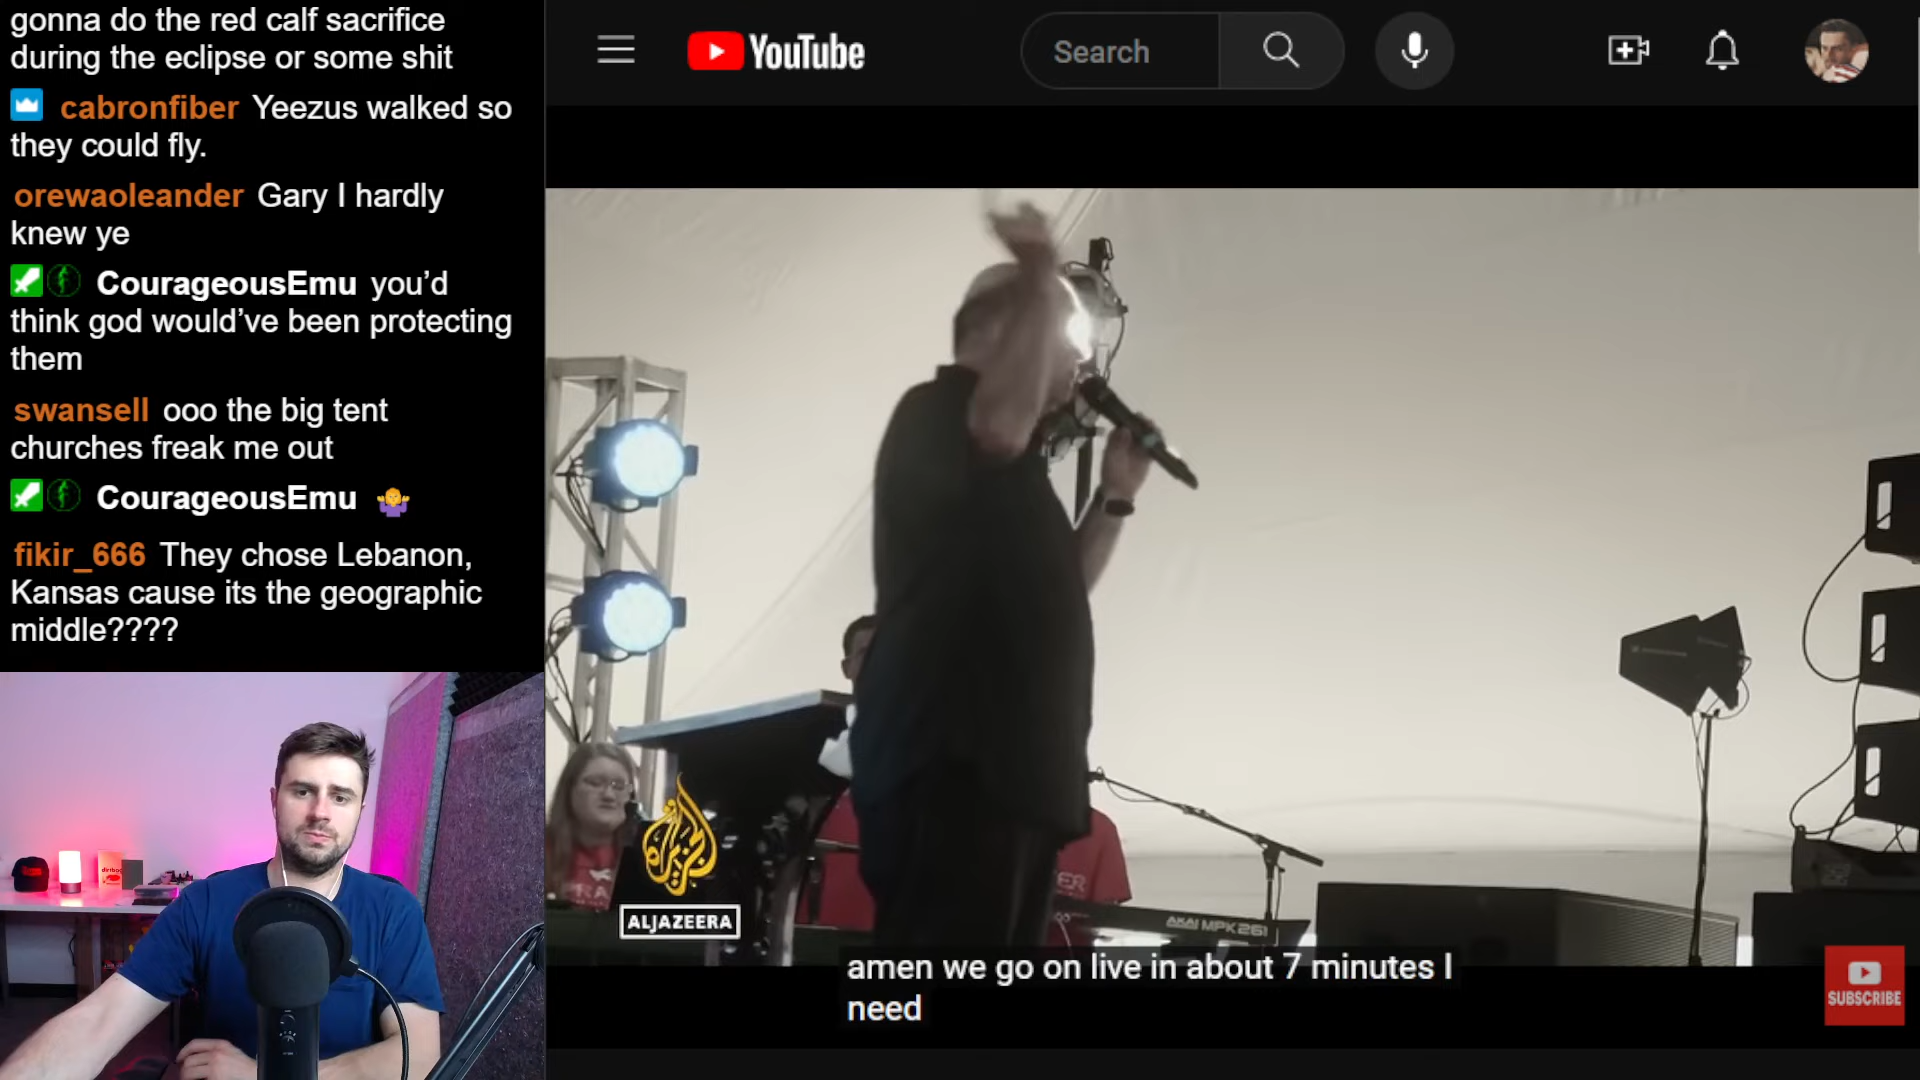 gonna do the red calf sacrifice
during the eclipse or some shit
cabronfiber Yeezus walked so
they could fly.
orewaoleander Gary I hardly
knew ye
CourageousEmu you’d
think god would’ve been protecting
them
swansell ooo the big tent
churches freak me out
CourageousEmu
fikir_666 They chose Lebanon,
Kansas cause its the geographic
middle????
YouTube
Search
الجزيرة
ALJAZEERA
AKAI MPK261
amen we go on live in about 7 minutes I
need
SUBSCRIBE